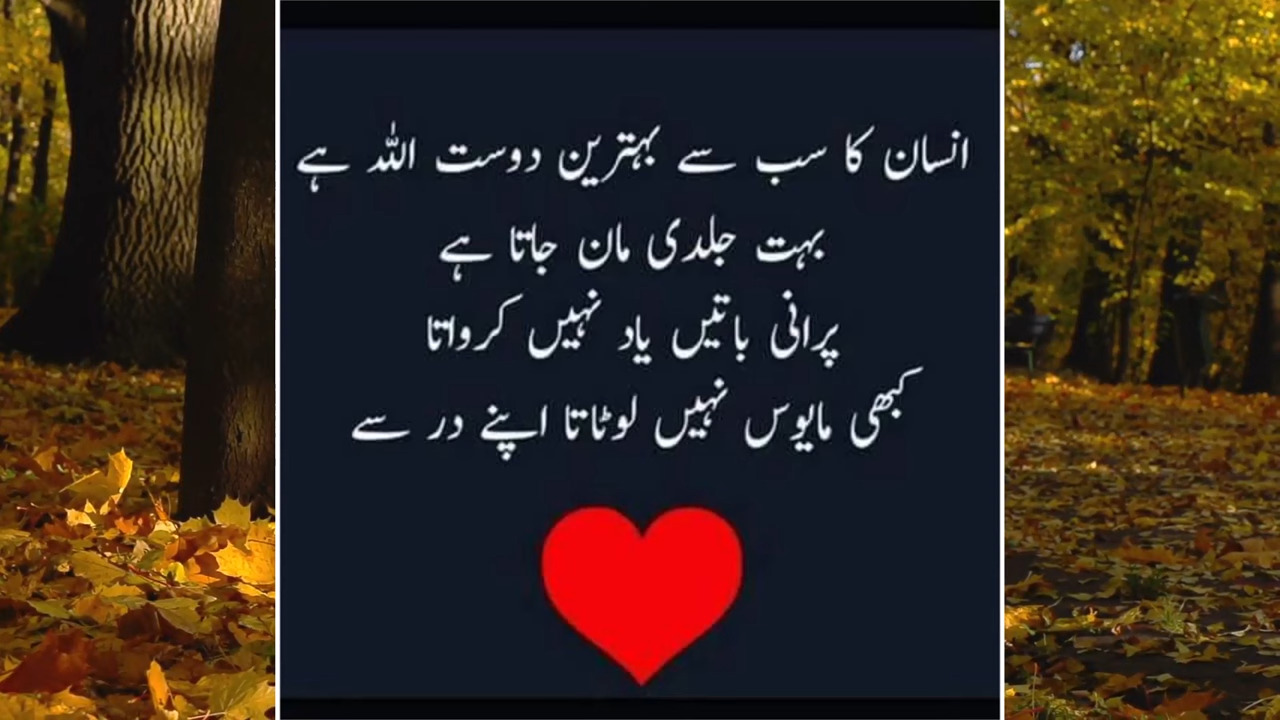 انسان کا سب سے بہترین دوست اللہ ہے
بہت جلدی مان جاتا ہے
پرانی باتیں یاد نہیں کرواتا
کبھی مایوس نہیں لوٹاتا اپنے در سے